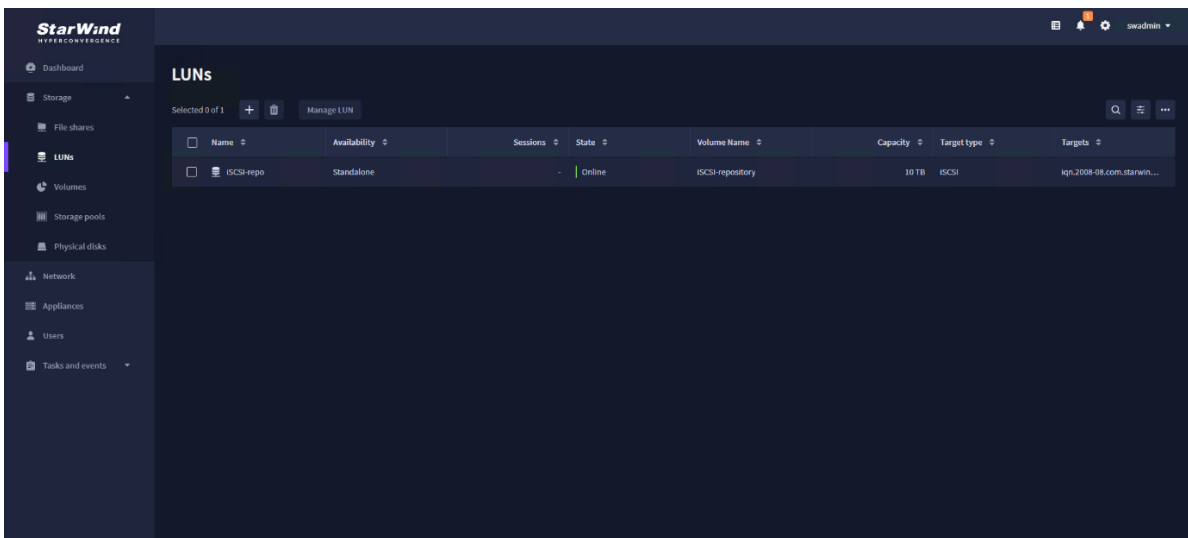 StarWind
HYPERCONVERGENCE
1
swadmin
Dashboard
Storage
File shares
LUNs
Volumes
Storage pools
Physical disks
Network
Appliances
Users
Tasks and events
LUNs
Selected 0 of 1
Manage LUN
Name Availability Sessions State Volume Name Capacity Target type Targets
iSCSI-repo Standalone - Online iSCSI-repository 10 TB iSCSI iqn.2008-08.com.starwin...